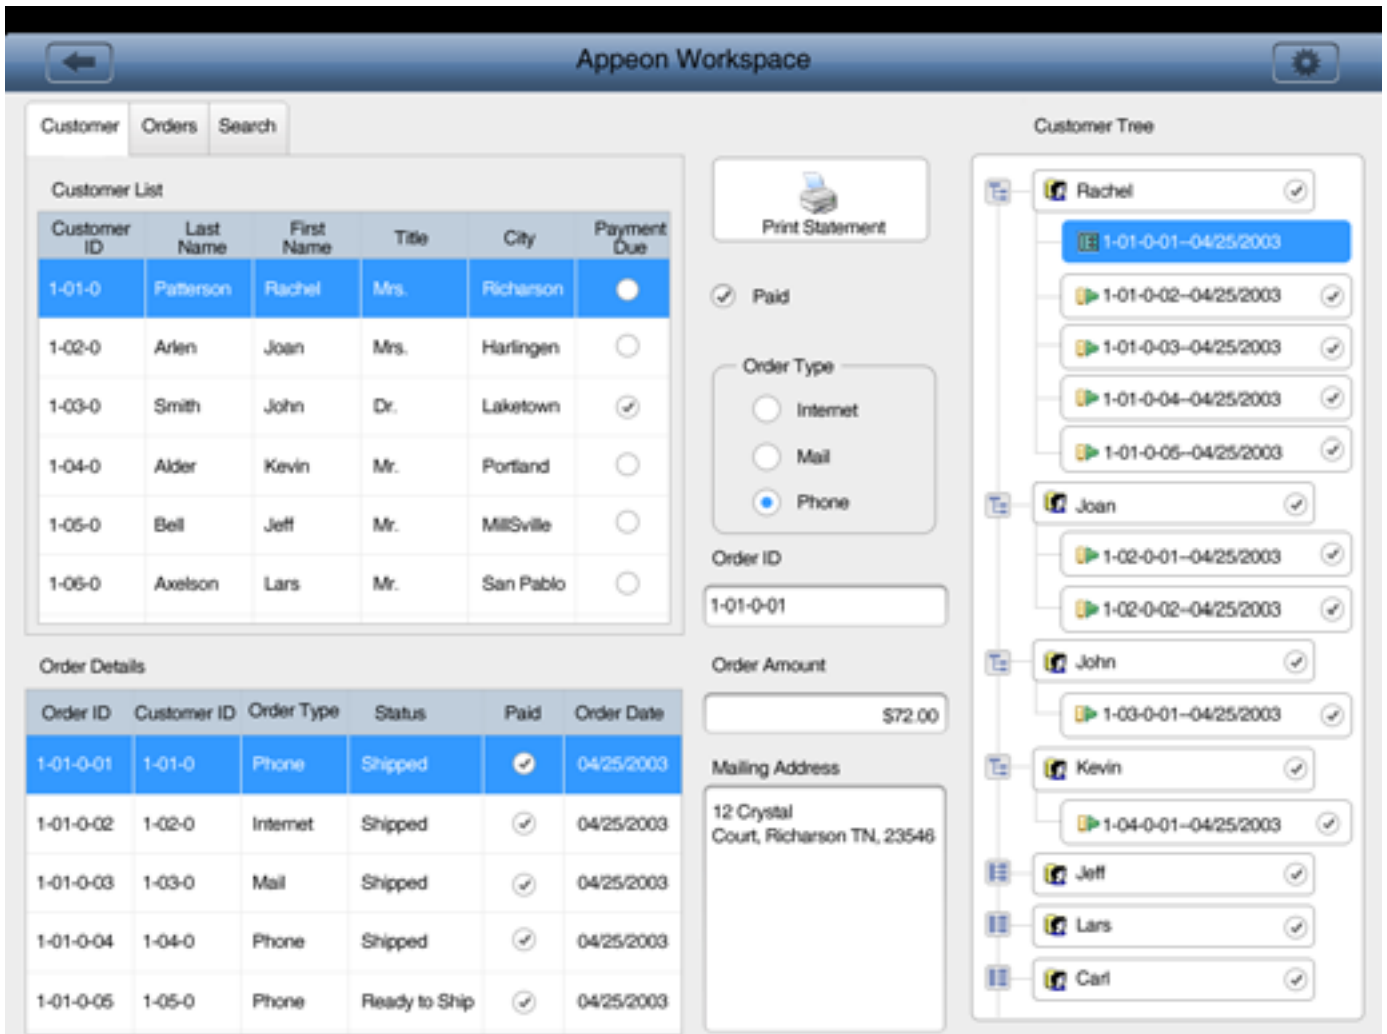 Appeon Workspace
Customer Orders Search
Customer List
Customer ID Last Name First Name Title City Payment Due
1-01-0 Patterson Rachel Mrs. Richarson
1-02-0 Arlen Joan Mrs. Harlingen
1-03-0 Smith John Dr. Laketown
1-04-0 Alder Kevin Mr. Portland
1-05-0 Bell Jeff Mr. MillSville
1-06-0 Axelson Lars Mr. San Pablo
Order Details
Order ID Customer ID Order Type Status Paid Order Date
1-01-0-01 1-01-0 Phone Shipped 04/25/2003
1-01-0-02 1-02-0 Internet Shipped 04/25/2003
1-01-0-03 1-03-0 Mail Shipped 04/25/2003
1-01-0-04 1-04-0 Phone Shipped 04/25/2003
1-01-0-05 1-05-0 Phone Ready to Ship 04/25/2003
Print Statement
Paid
Order Type
Internet
Mail
Phone
Order ID
1-01-0-01
Order Amount
$72.00
Mailing Address
12 Crystal
Court, Richarson TN, 23546
Customer Tree
Rachel
1-01-0-01--04/25/2003
1-01-0-02--04/25/2003
1-01-0-03--04/25/2003
1-01-0-04--04/25/2003
1-01-0-05--04/25/2003
Joan
1-02-0-01--04/25/2003
1-02-0-02--04/25/2003
John
1-03-0-01--04/25/2003
Kevin
1-04-0-01--04/25/2003
Jeff
Lars
Carl